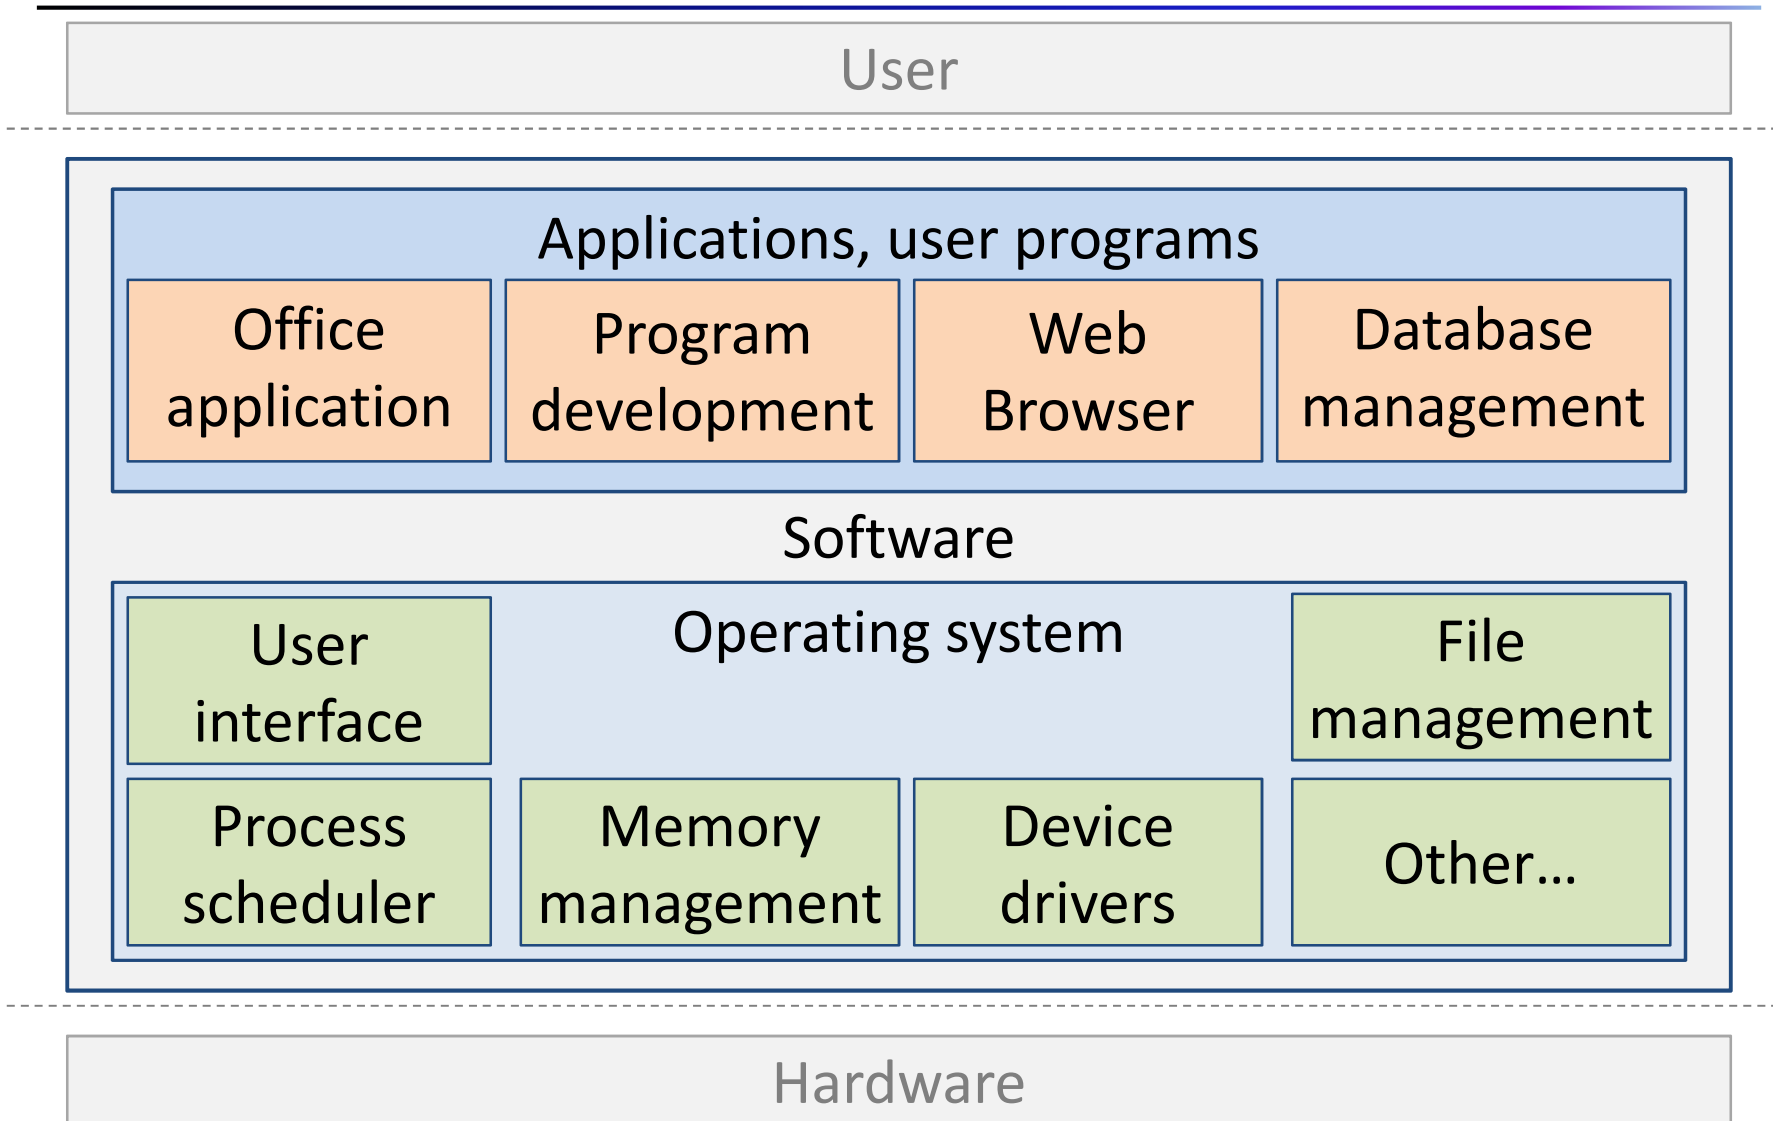 User
Applications, user programs
Office
application
Program
development
Web
Browser
Database
management
Software
Operating system
User
interface
File
management
Process
scheduler
Memory
management
Device
drivers
Other…
Hardware